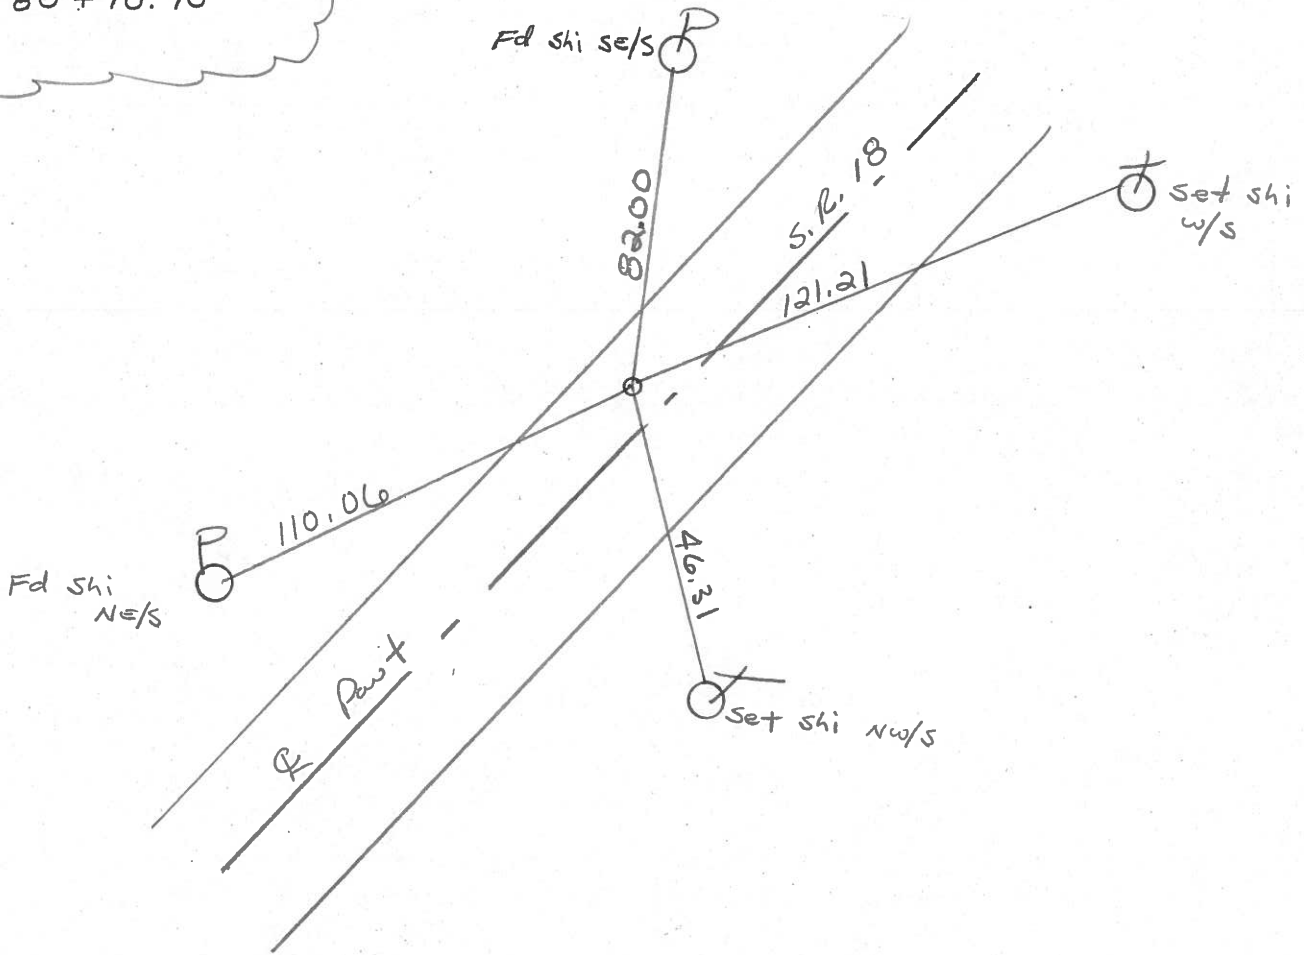 Fd shi SE/S
P
82.00
S.R. 18
set shi
W/S
121.21
110.06
P
Fd shi
NE/S
46.31
Pavt
set shi NW/S